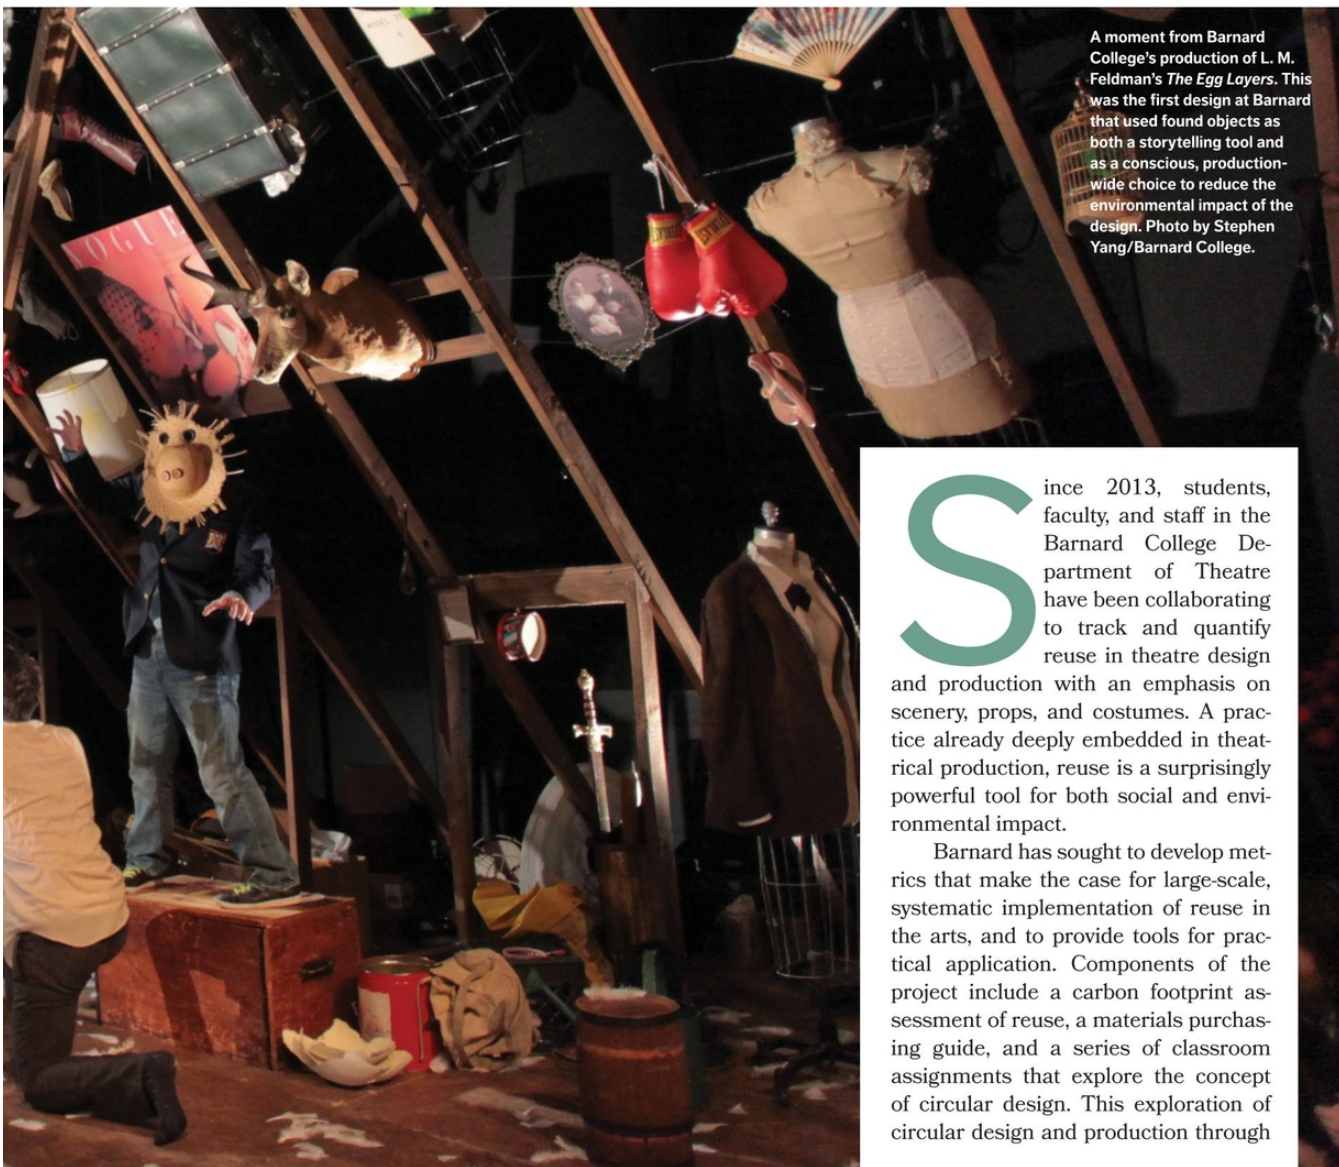 A moment from Barnard
College’s production of L. M.
Feldman’s The Egg Layers. This
was the first design at Barnard
that used found objects as
both a storytelling tool and
as a conscious, production-
wide choice to reduce the
environmental impact of the
design. Photo by Stephen
Yang/Barnard College.
VOGUE
Since 2013, students,
faculty, and staff in the
Barnard College De-
partment of Theatre
have been collaborating
to track and quantify
reuse in theatre design
and production with an emphasis on
scenery, props, and costumes. A prac-
tice already deeply embedded in theat-
rical production, reuse is a surprisingly
powerful tool for both social and envi-
ronmental impact.
Barnard has sought to develop met-
rics that make the case for large-scale,
systematic implementation of reuse in
the arts, and to provide tools for prac-
tical application. Components of the
project include a carbon footprint as-
sessment of reuse, a materials purchas-
ing guide, and a series of classroom
assignments that explore the concept
of circular design. This exploration of
circular design and production through